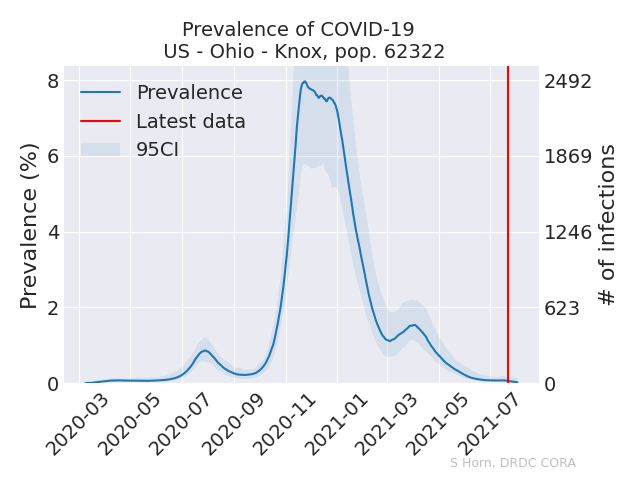 Prevalence of COVID-19
US - Ohio - Knox, pop. 62322
Prevalence
Latest data
95CI
Prevalence (%)
8
6
4
2
0
2492
1869
1246
623
0
# of infections
2020-03
2020-05
2020-07
2020-09
2020-11
2021-01
2021-03
2021-05
2021-07
S Horn, DRDC CORA